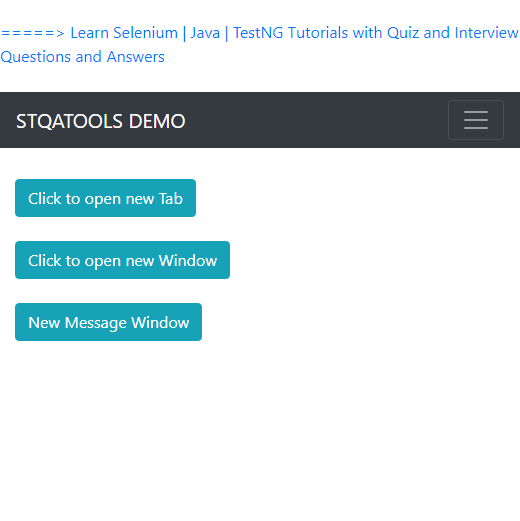 =====> Learn Selenium | Java | TestNG Tutorials with Quiz and Interview
Questions and Answers
STQATOOLS DEMO
Click to open new Tab
Click to open new Window
New Message Window